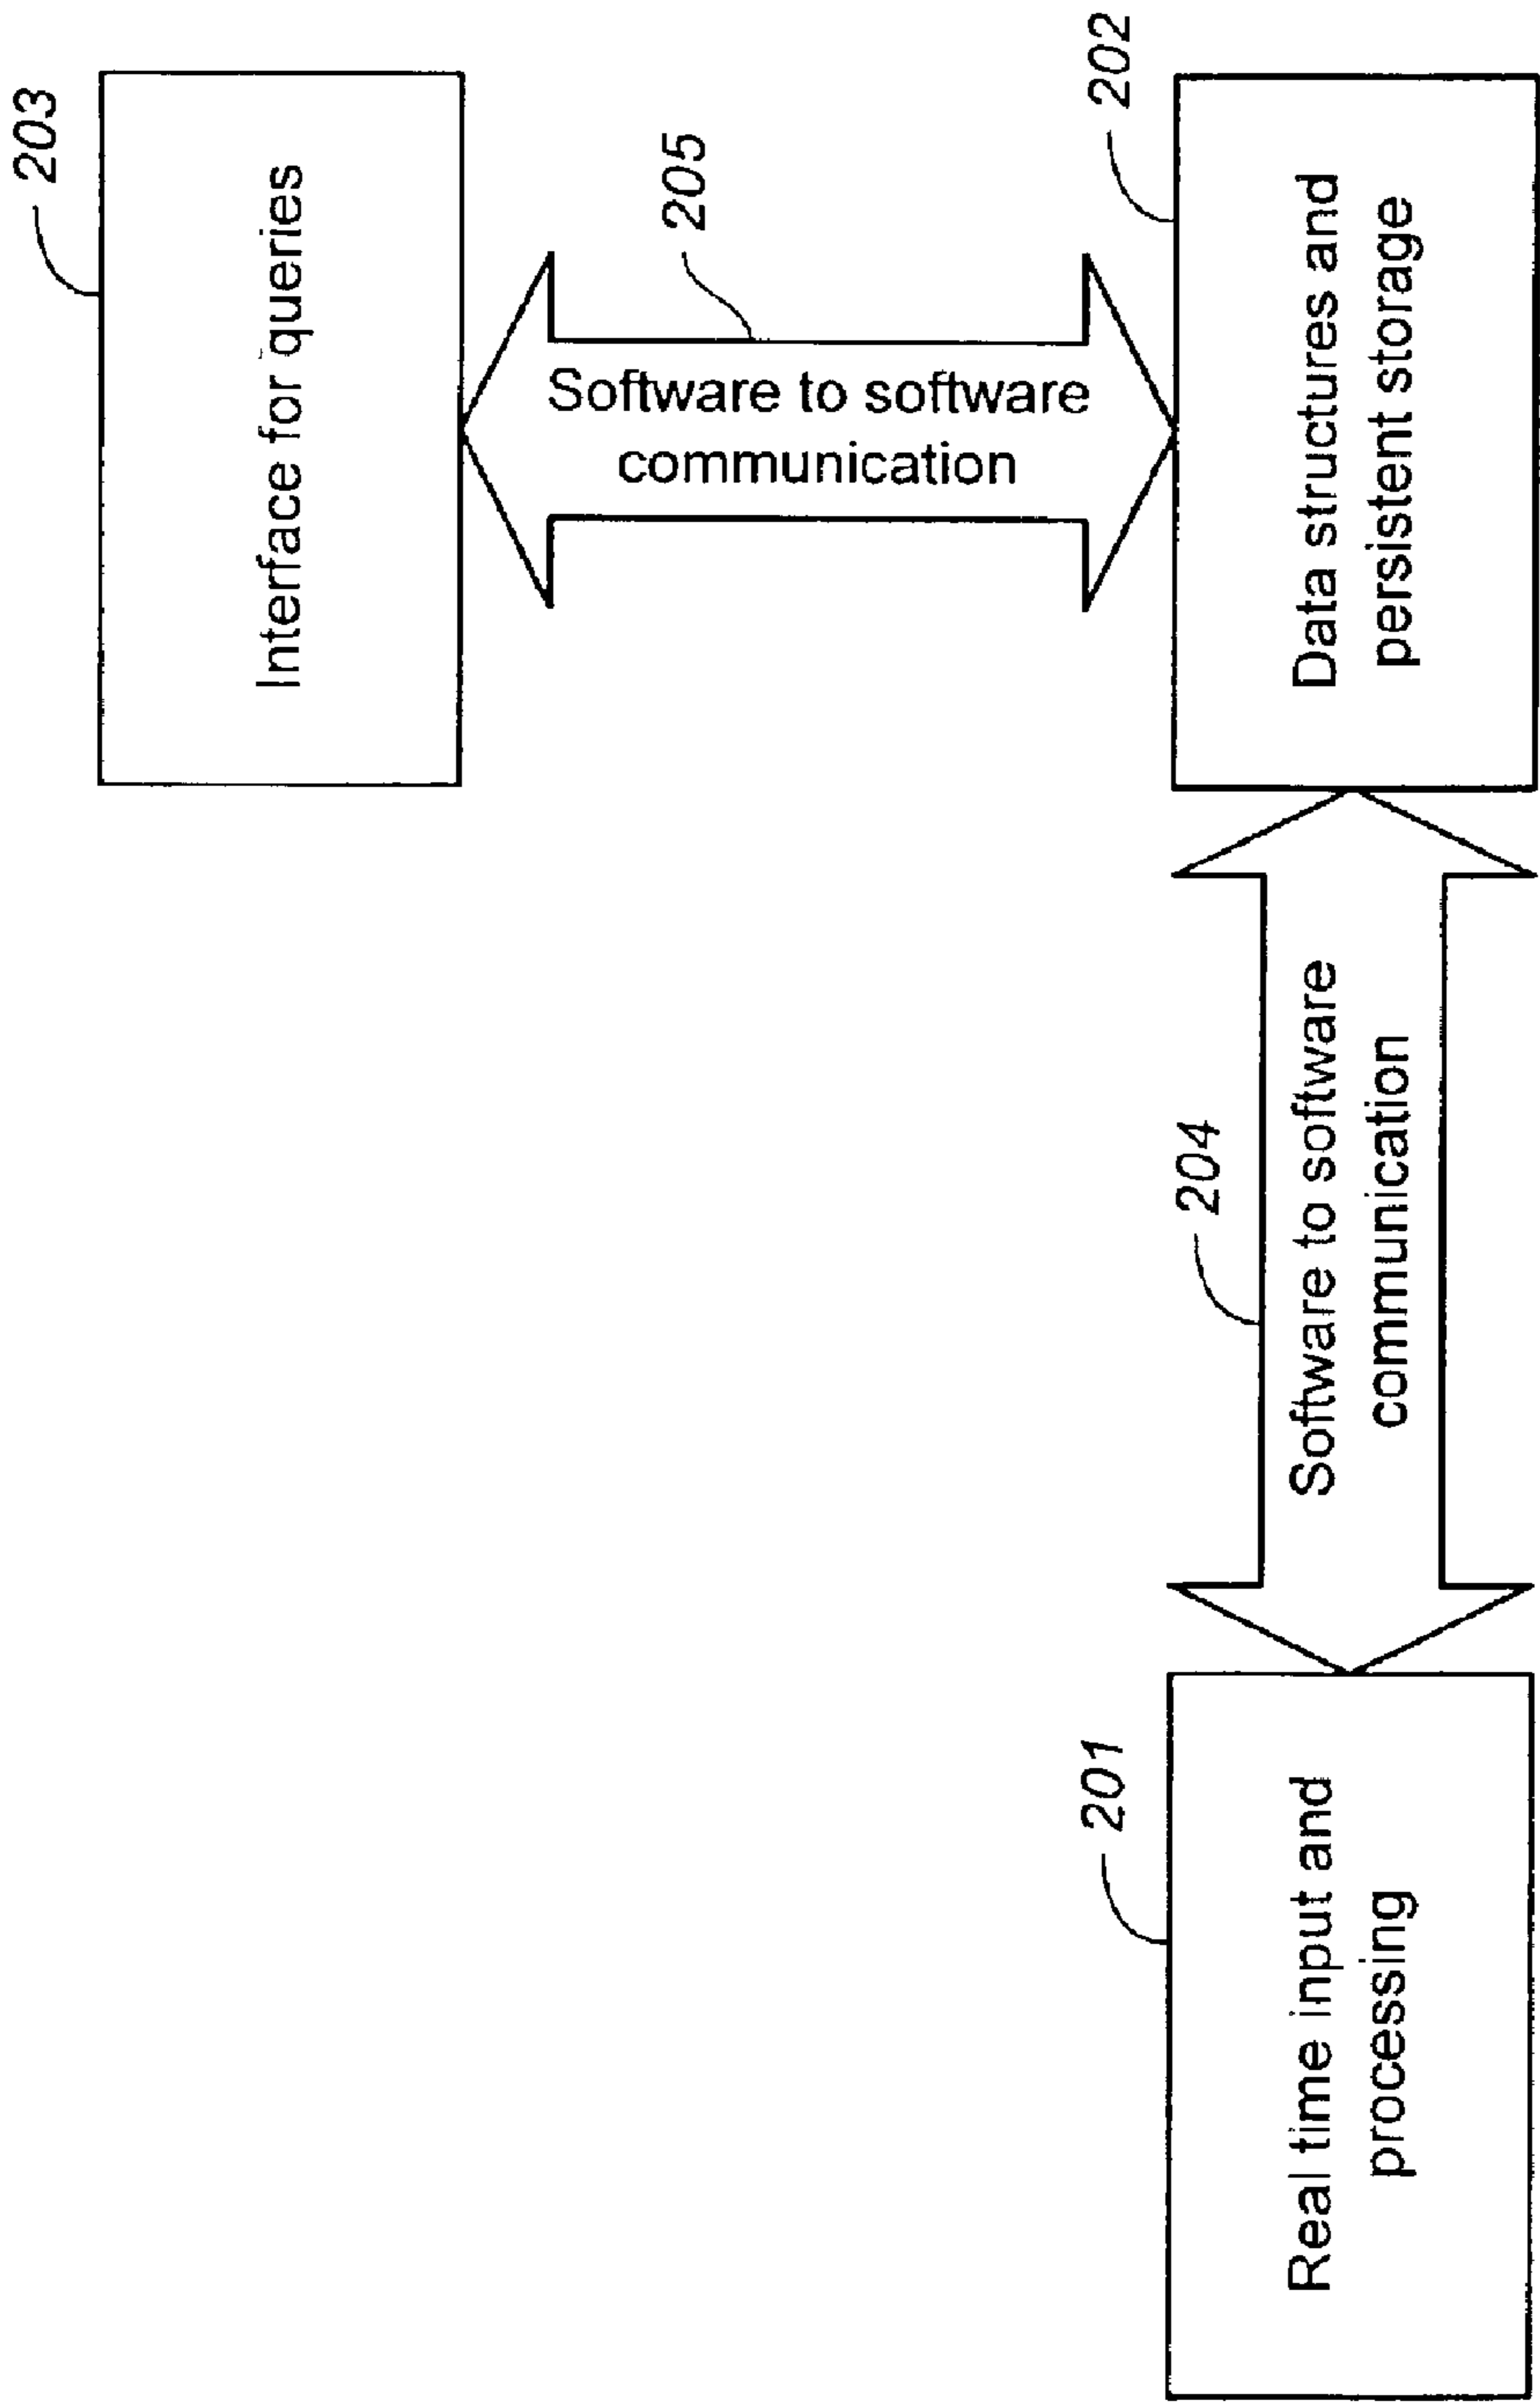 203
Interface for queries
205
Software to software
communication
202
Data structures and
persistent storage
204
Software to software
communication
201
Real time input and
processing